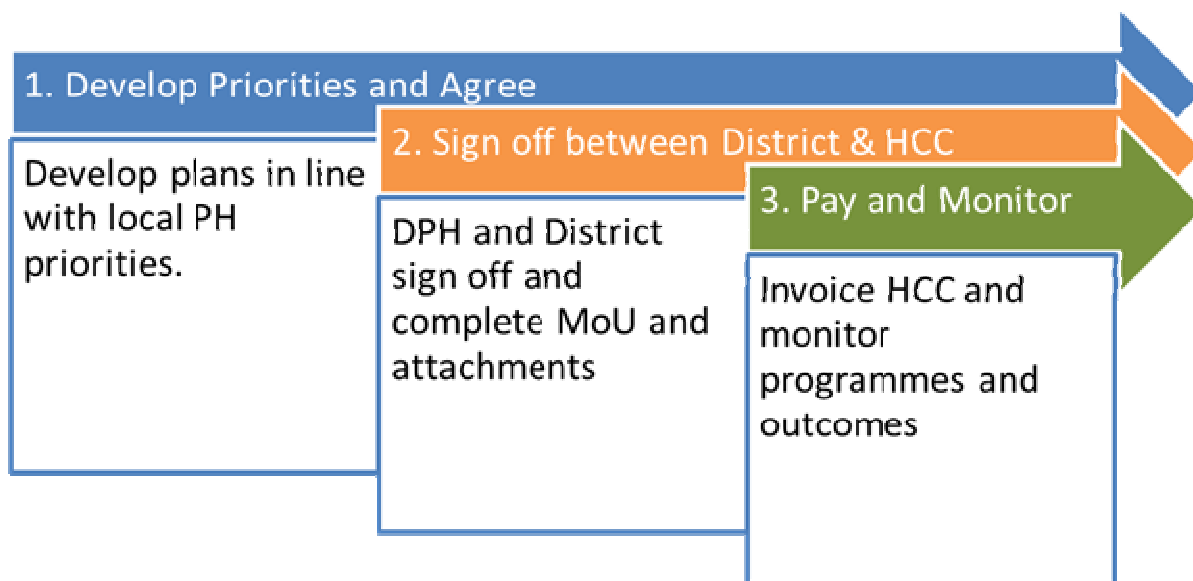 1. Develop Priorities and Agree
Develop plans in line
with local PH
priorities.
2. Sign off between District & HCC
DPH and District
sign off and
complete MoU and
attachments
3. Pay and Monitor
Invoice HCC and
monitor
programmes and
outcomes